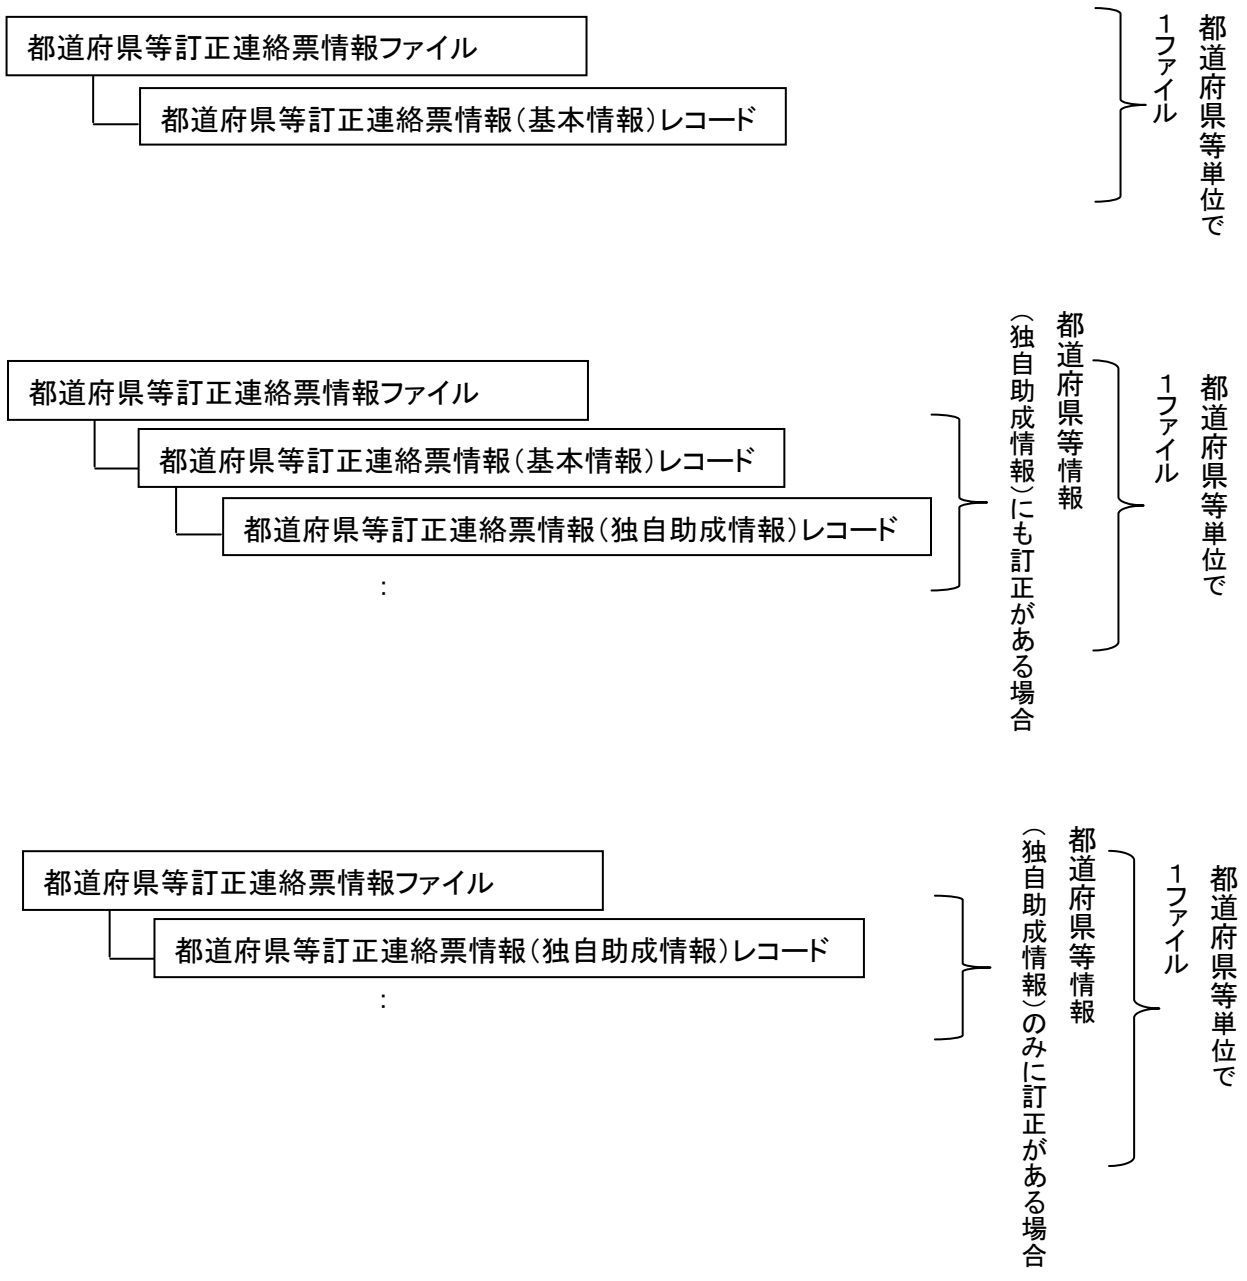 都道府県等訂正連絡票情報ファイル
都道府県等訂正連絡票情報(基本情報)レコード
都道府県等単位で
1ファイル
都道府県等訂正連絡票情報ファイル
都道府県等訂正連絡票情報(基本情報)レコード
都道府県等訂正連絡票情報(独自助成情報)レコード
:
都道府県等情報
(独自助成情報)にも訂正がある場合
都道府県等単位で
1ファイル
都道府県等訂正連絡票情報ファイル
都道府県等訂正連絡票情報(独自助成情報)レコード
:
都道府県等情報
(独自助成情報)のみに訂正がある場合
都道府県等単位で
1ファイル